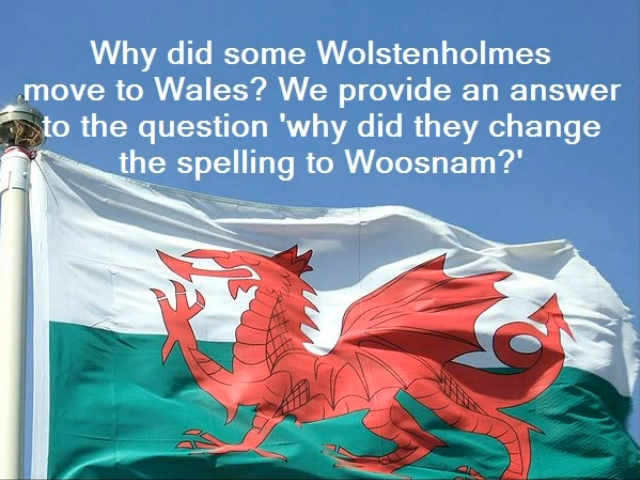 Why did some Wolstenholmes
move to Wales? We provide an answer
to the question 'why did they change
the spelling to Woosnam?'